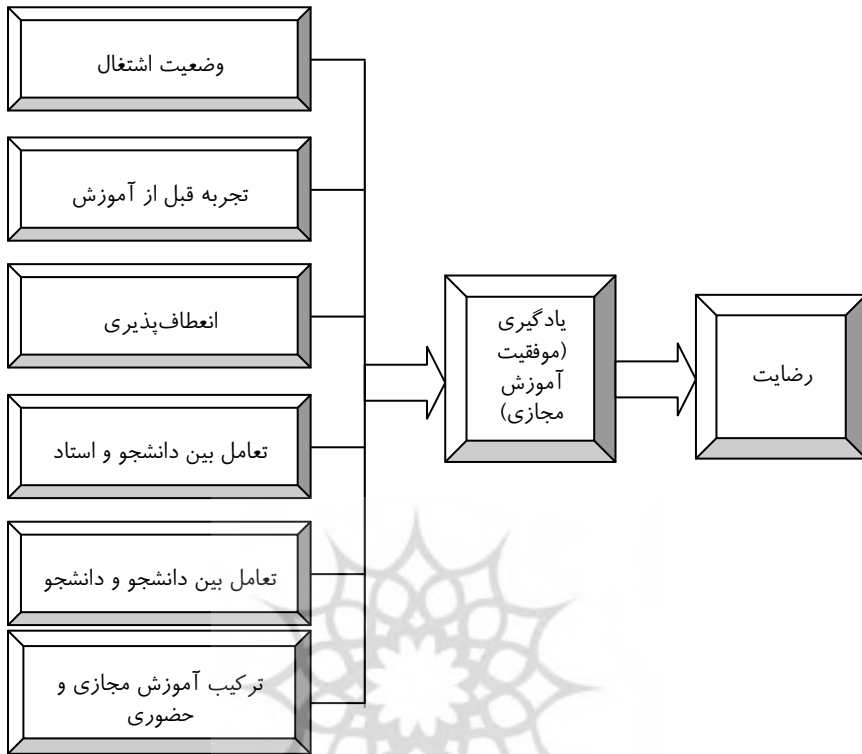 وضعیت اشتغال
تجربه قبل از آموزش
انعطاف‌پذیری
تعامل بین دانشجو و استاد
تعامل بین دانشجو و دانشجو
ترکیب آموزش مجازی و
حضوری
یادگیری
(موفقیت
آموزش
مجازی)
رضایت